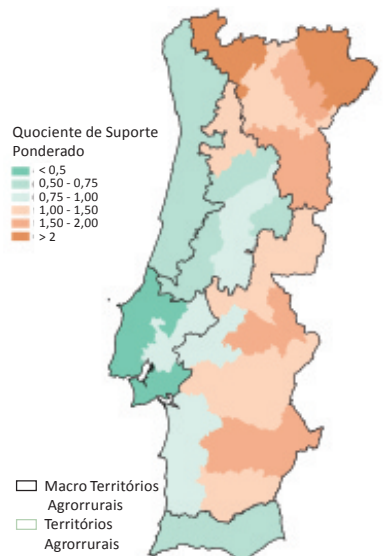 Quociente de Suporte
Ponderado
< 0,5
0,50 - 0,75
0,75 - 1,00
1,00 - 1,50
1,50 - 2,00
> 2
Macro Territórios
Agrorrurais
Territórios
Agrorrurais